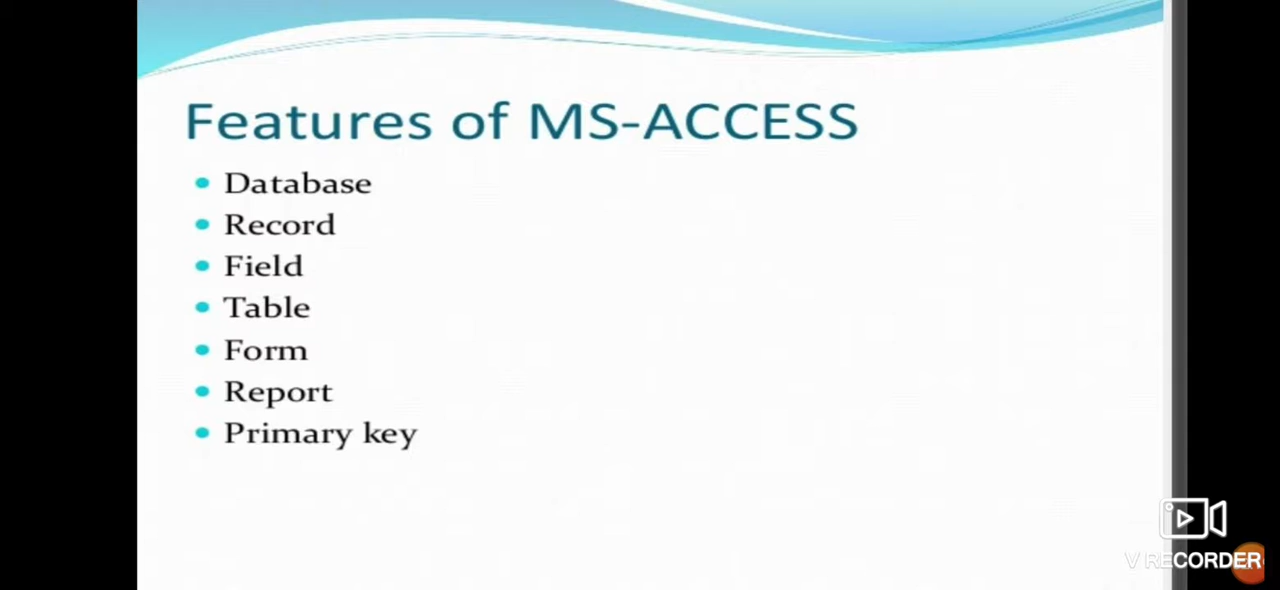 Features of MS-ACCESS
Database
Record
Field
Table
Form
Report
Primary key
V RECORDER